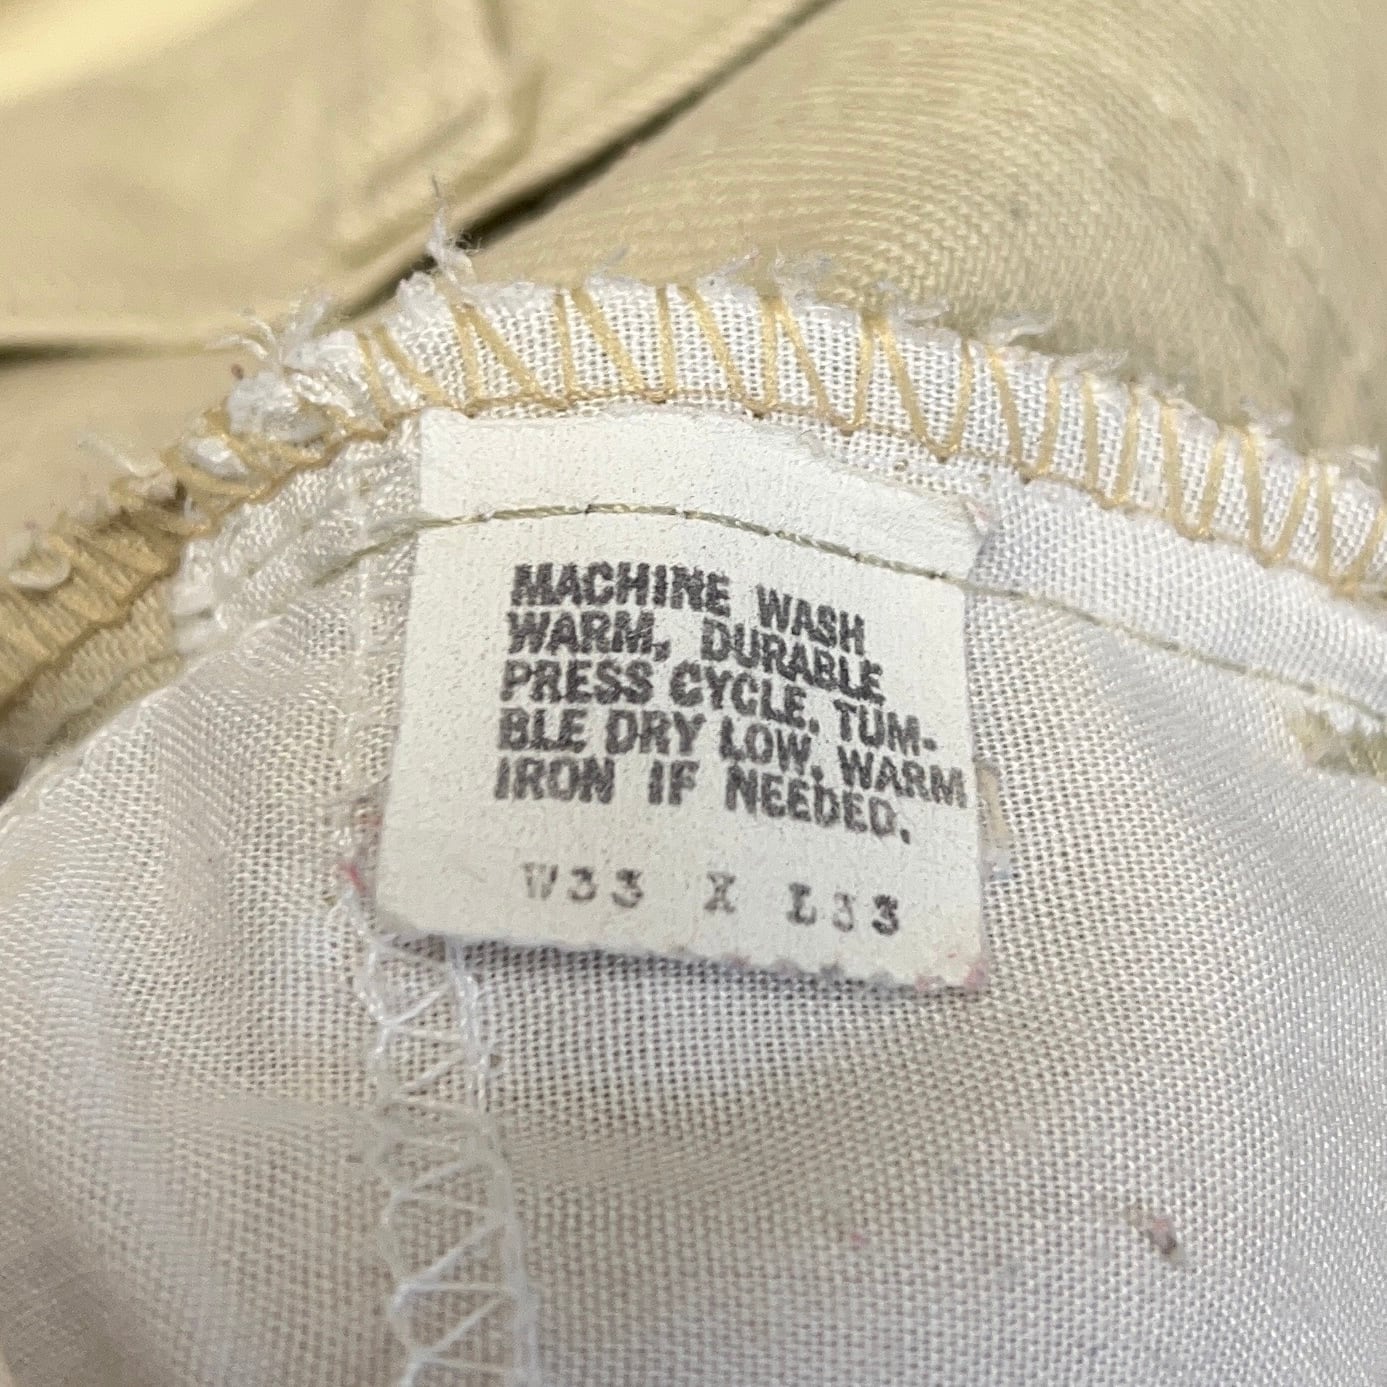 MACHINE WASH
WARM, DURABLE
PRESS CYCLE. TUM-
BLE DRY LOW. WARM
IRON IF NEEDED.
W33 X L33